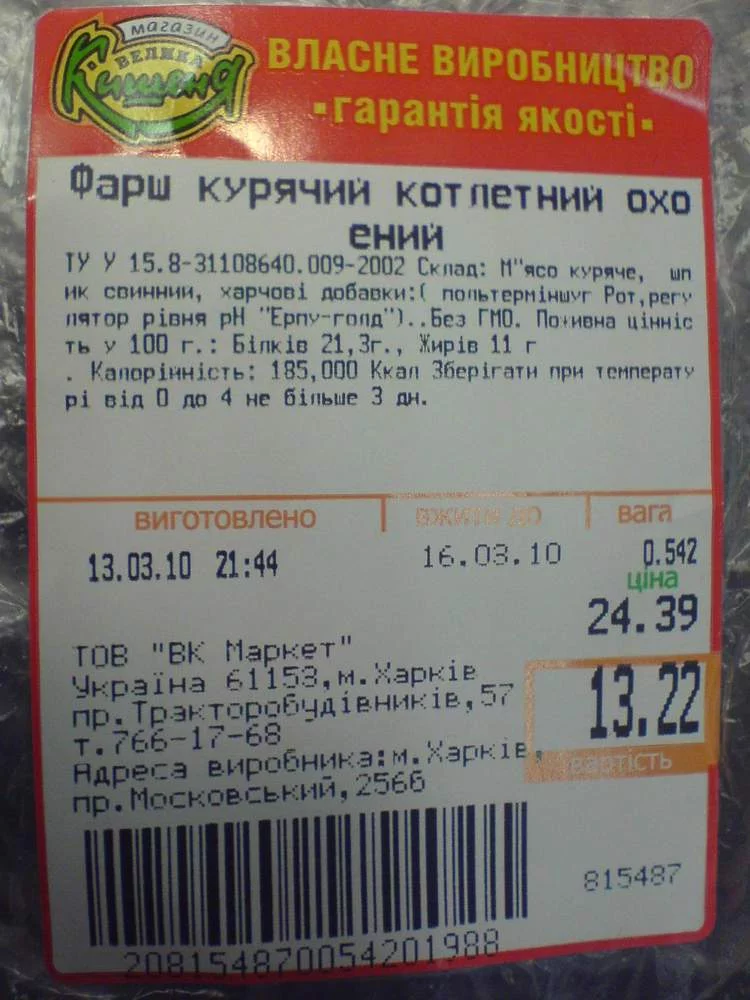 магазин
ВЕЛИКА
Кишеня
ВЛАСНЕ ВИРОБНИЦТВО
▪гарантія якості▪
Фарш курячий котлетний охо
ений
ТУ У 15.8-31108640.009-2002 Склад: М"ясо куряче, шп
ик свинний, харчові добавки:( польтерміншуг Рот,регу
лятор рівня рН "Ерпу-голд")..Без ГМО. Поживна цінніс
ть у 100 г.: Білків 21,3г., Жирів 11 г
. Калорійність: 185,000 Ккал Зберігати при температу
рі від 0 до 4 не більше 3 дн.
виготовлено вжити до вага
13.03.10 21:44 16.03.10 0.542
ціна
24.39
ТОВ "ВК Маркет"
Україна 61153,м.Харків
пр.Тракторобудівників,57
т.766-17-68
Адреса виробника:м.Харків,
пр.Московський,256б
13.22
вартість
815487
208154870054201988